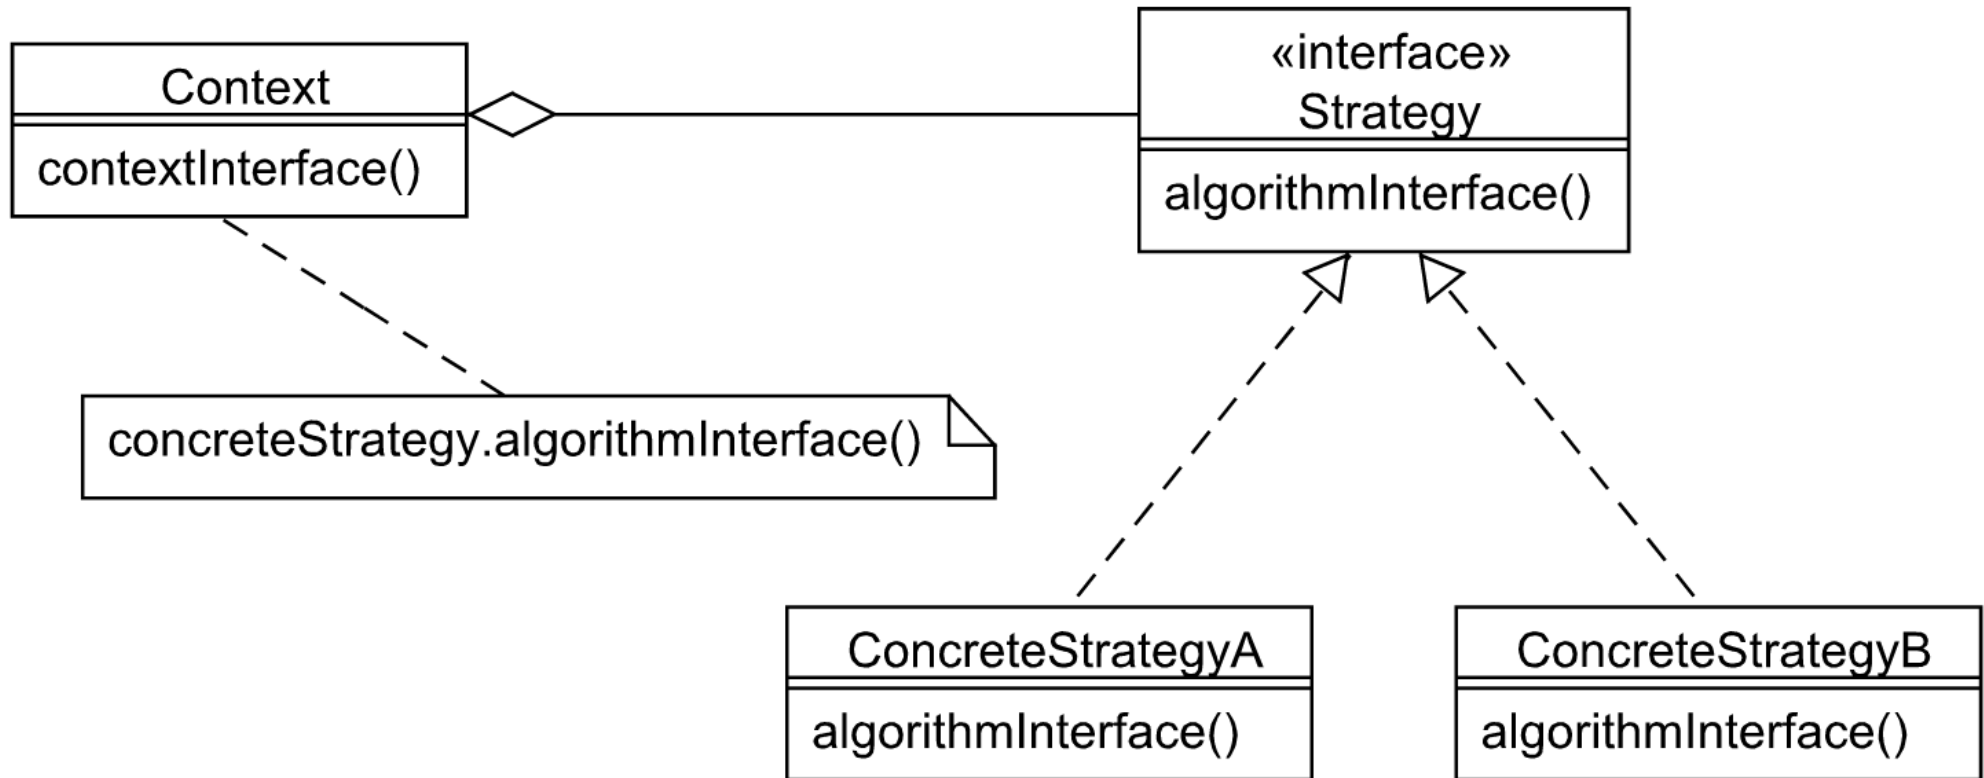 Context
contextInterface()
«interface»
Strategy
algorithmInterface()
concreteStrategy.algorithmInterface()
ConcreteStrategyA
algorithmInterface()
ConcreteStrategyB
algorithmInterface()